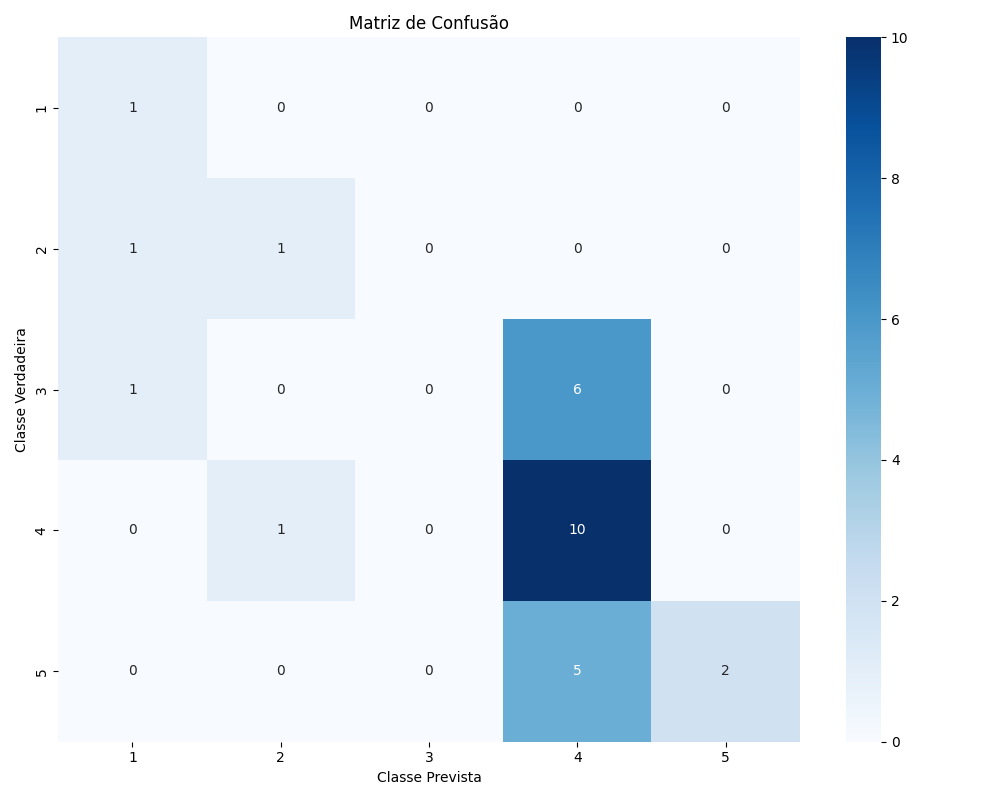 Matriz de Confusão
Classe Verdadeira
1 1 0 0 0 0
2 1 1 0 0 0
3 1 0 0 6 0
4 0 1 0 10 0
5 0 0 0 5 2
1 2 3 4 5
Classe Prevista
10
8
6
4
2
0